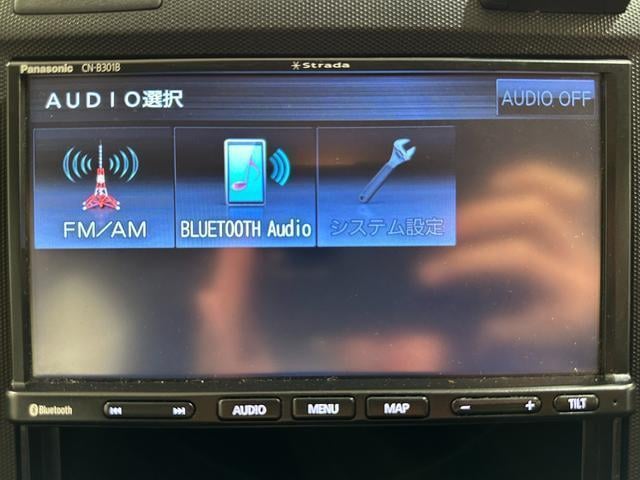 Panasonic CN-B301B Strada
AUDIO選択 AUDIO OFF
FM/AM BLUETOOTH Audio システム設定
Bluetooth AUDIO MENU MAP - + TILT